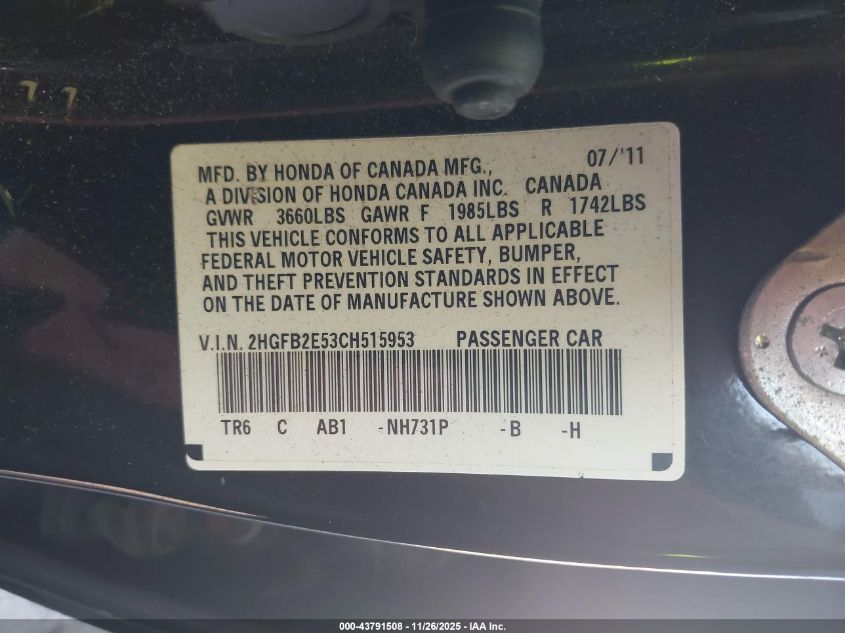 MFD. BY HONDA OF CANADA MFG., 07/'11
A DIVISION OF HONDA CANADA INC. CANADA
GVWR 3660LBS GAWR F 1985LBS R 1742LBS
THIS VEHICLE CONFORMS TO ALL APPLICABLE
FEDERAL MOTOR VEHICLE SAFETY, BUMPER,
AND THEFT PREVENTION STANDARDS IN EFFECT
ON THE DATE OF MANUFACTURE SHOWN ABOVE.
V.I.N. 2HGFB2E53CH515953 PASSENGER CAR
TR6 C AB1 -NH731P -B -H
000-43791508 - 11/26/2025 - IAA Inc.